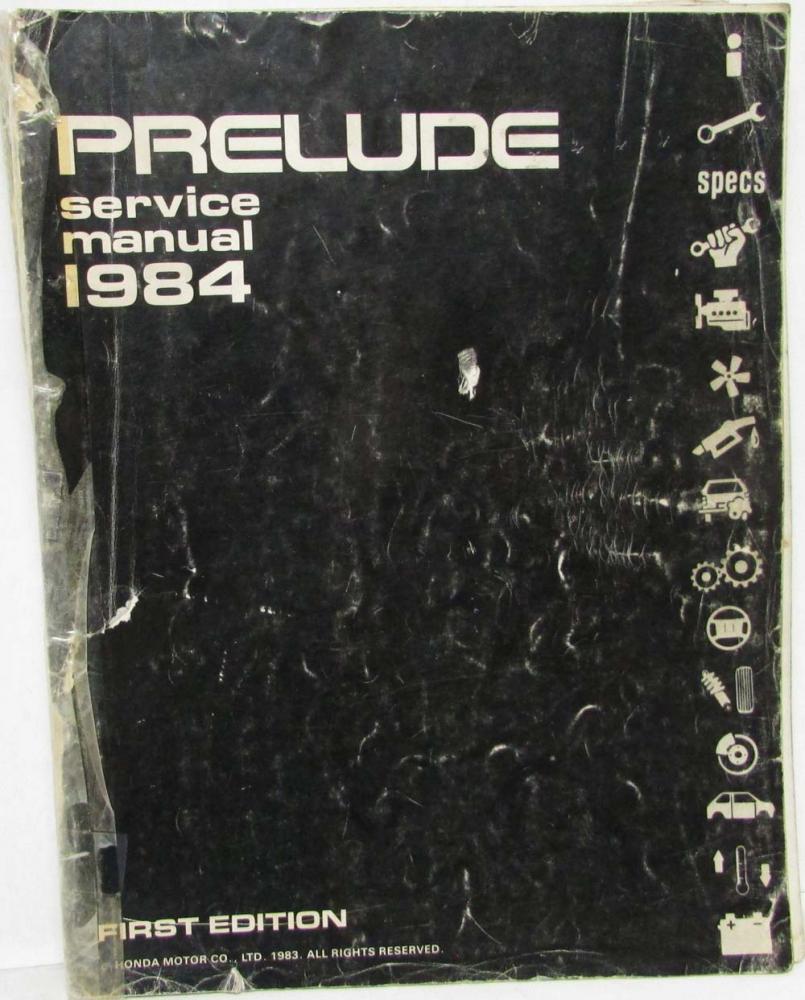 PRELUDE
service
manual
1984
specs
FIRST EDITION
HONDA MOTOR CO., LTD. 1983. ALL RIGHTS RESERVED.